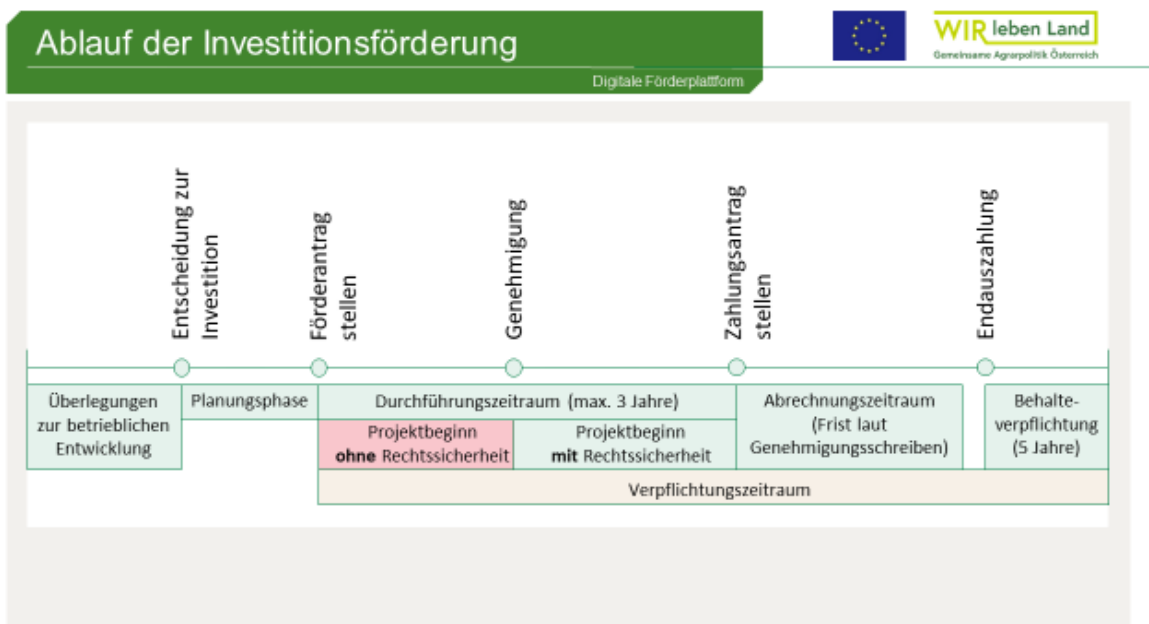 Ablauf der Investitionsförderung
Digitale Förderplattform
WIR leben Land
Gemeinsame Agrarpolitik Österreich
Entscheidung zur
Investition
Förderantrag
stellen
Genehmigung
Zahlungsantrag
stellen
Endauszahlung
Überlegungen
zur betrieblichen
Entwicklung
Planungsphase
Durchführungszeitraum (max. 3 Jahre)
Projektbeginn
ohne Rechtssicherheit
Projektbeginn
mit Rechtssicherheit
Abrechnungszeitraum
(Frist laut
Genehmigungsschreiben)
Behalte-
verpflichtung
(5 Jahre)
Verpflichtungszeitraum